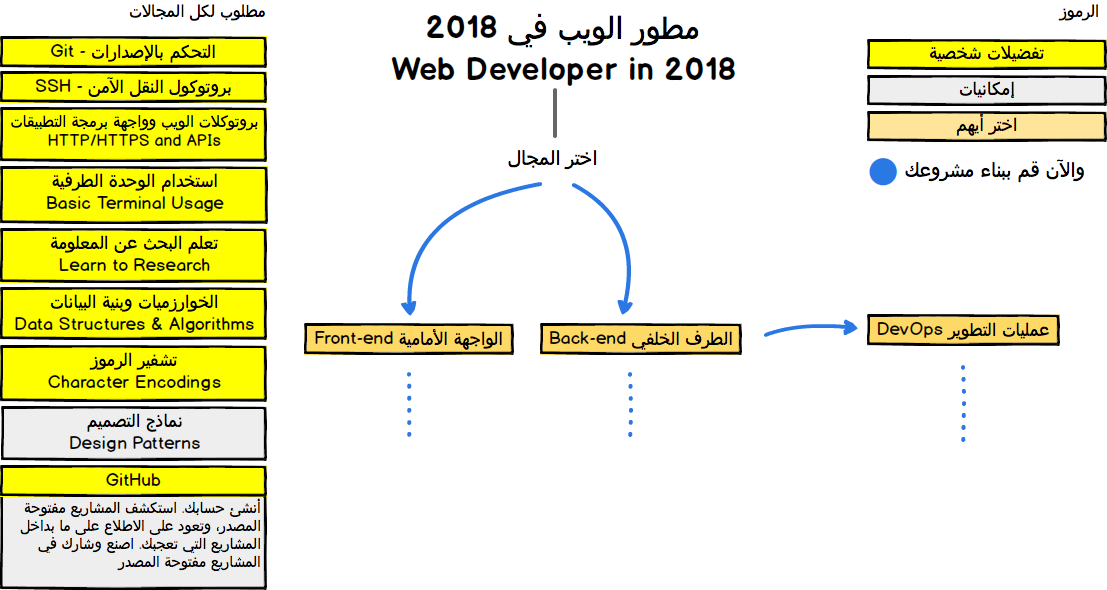 مطلوب لكل المجالات
التحكم بالإصدارات - Git
بروتوكول النقل الآمن - SSH
بروتوكلات الويب وواجهة برمجة التطبيقات
HTTP/HTTPS and APIs
استخدام الوحدة الطرفية
Basic Terminal Usage
تعلم البحث عن المعلومة
Learn to Research
الخوارزميات وبنية البيانات
Data Structures & Algorithms
تشفير الرموز
Character Encodings
نماذج التصميم
Design Patterns
GitHub
أنشئ حسابك. استكشف المشاريع مفتوحة
المصدر، وتعود على الاطلاع على ما بداخل
المشاريع التي تعجبك. اصنع وشارك في
المشاريع مفتوحة المصدر
مطور الويب في 2018
Web Developer in 2018
اختر المجال
الواجهة الأمامية Front-end
الطرف الخلفي Back-end
عمليات التطوير DevOps
الرموز
تفضيلات شخصية
إمكانيات
اختر أيهم
والآن قم ببناء مشروعك